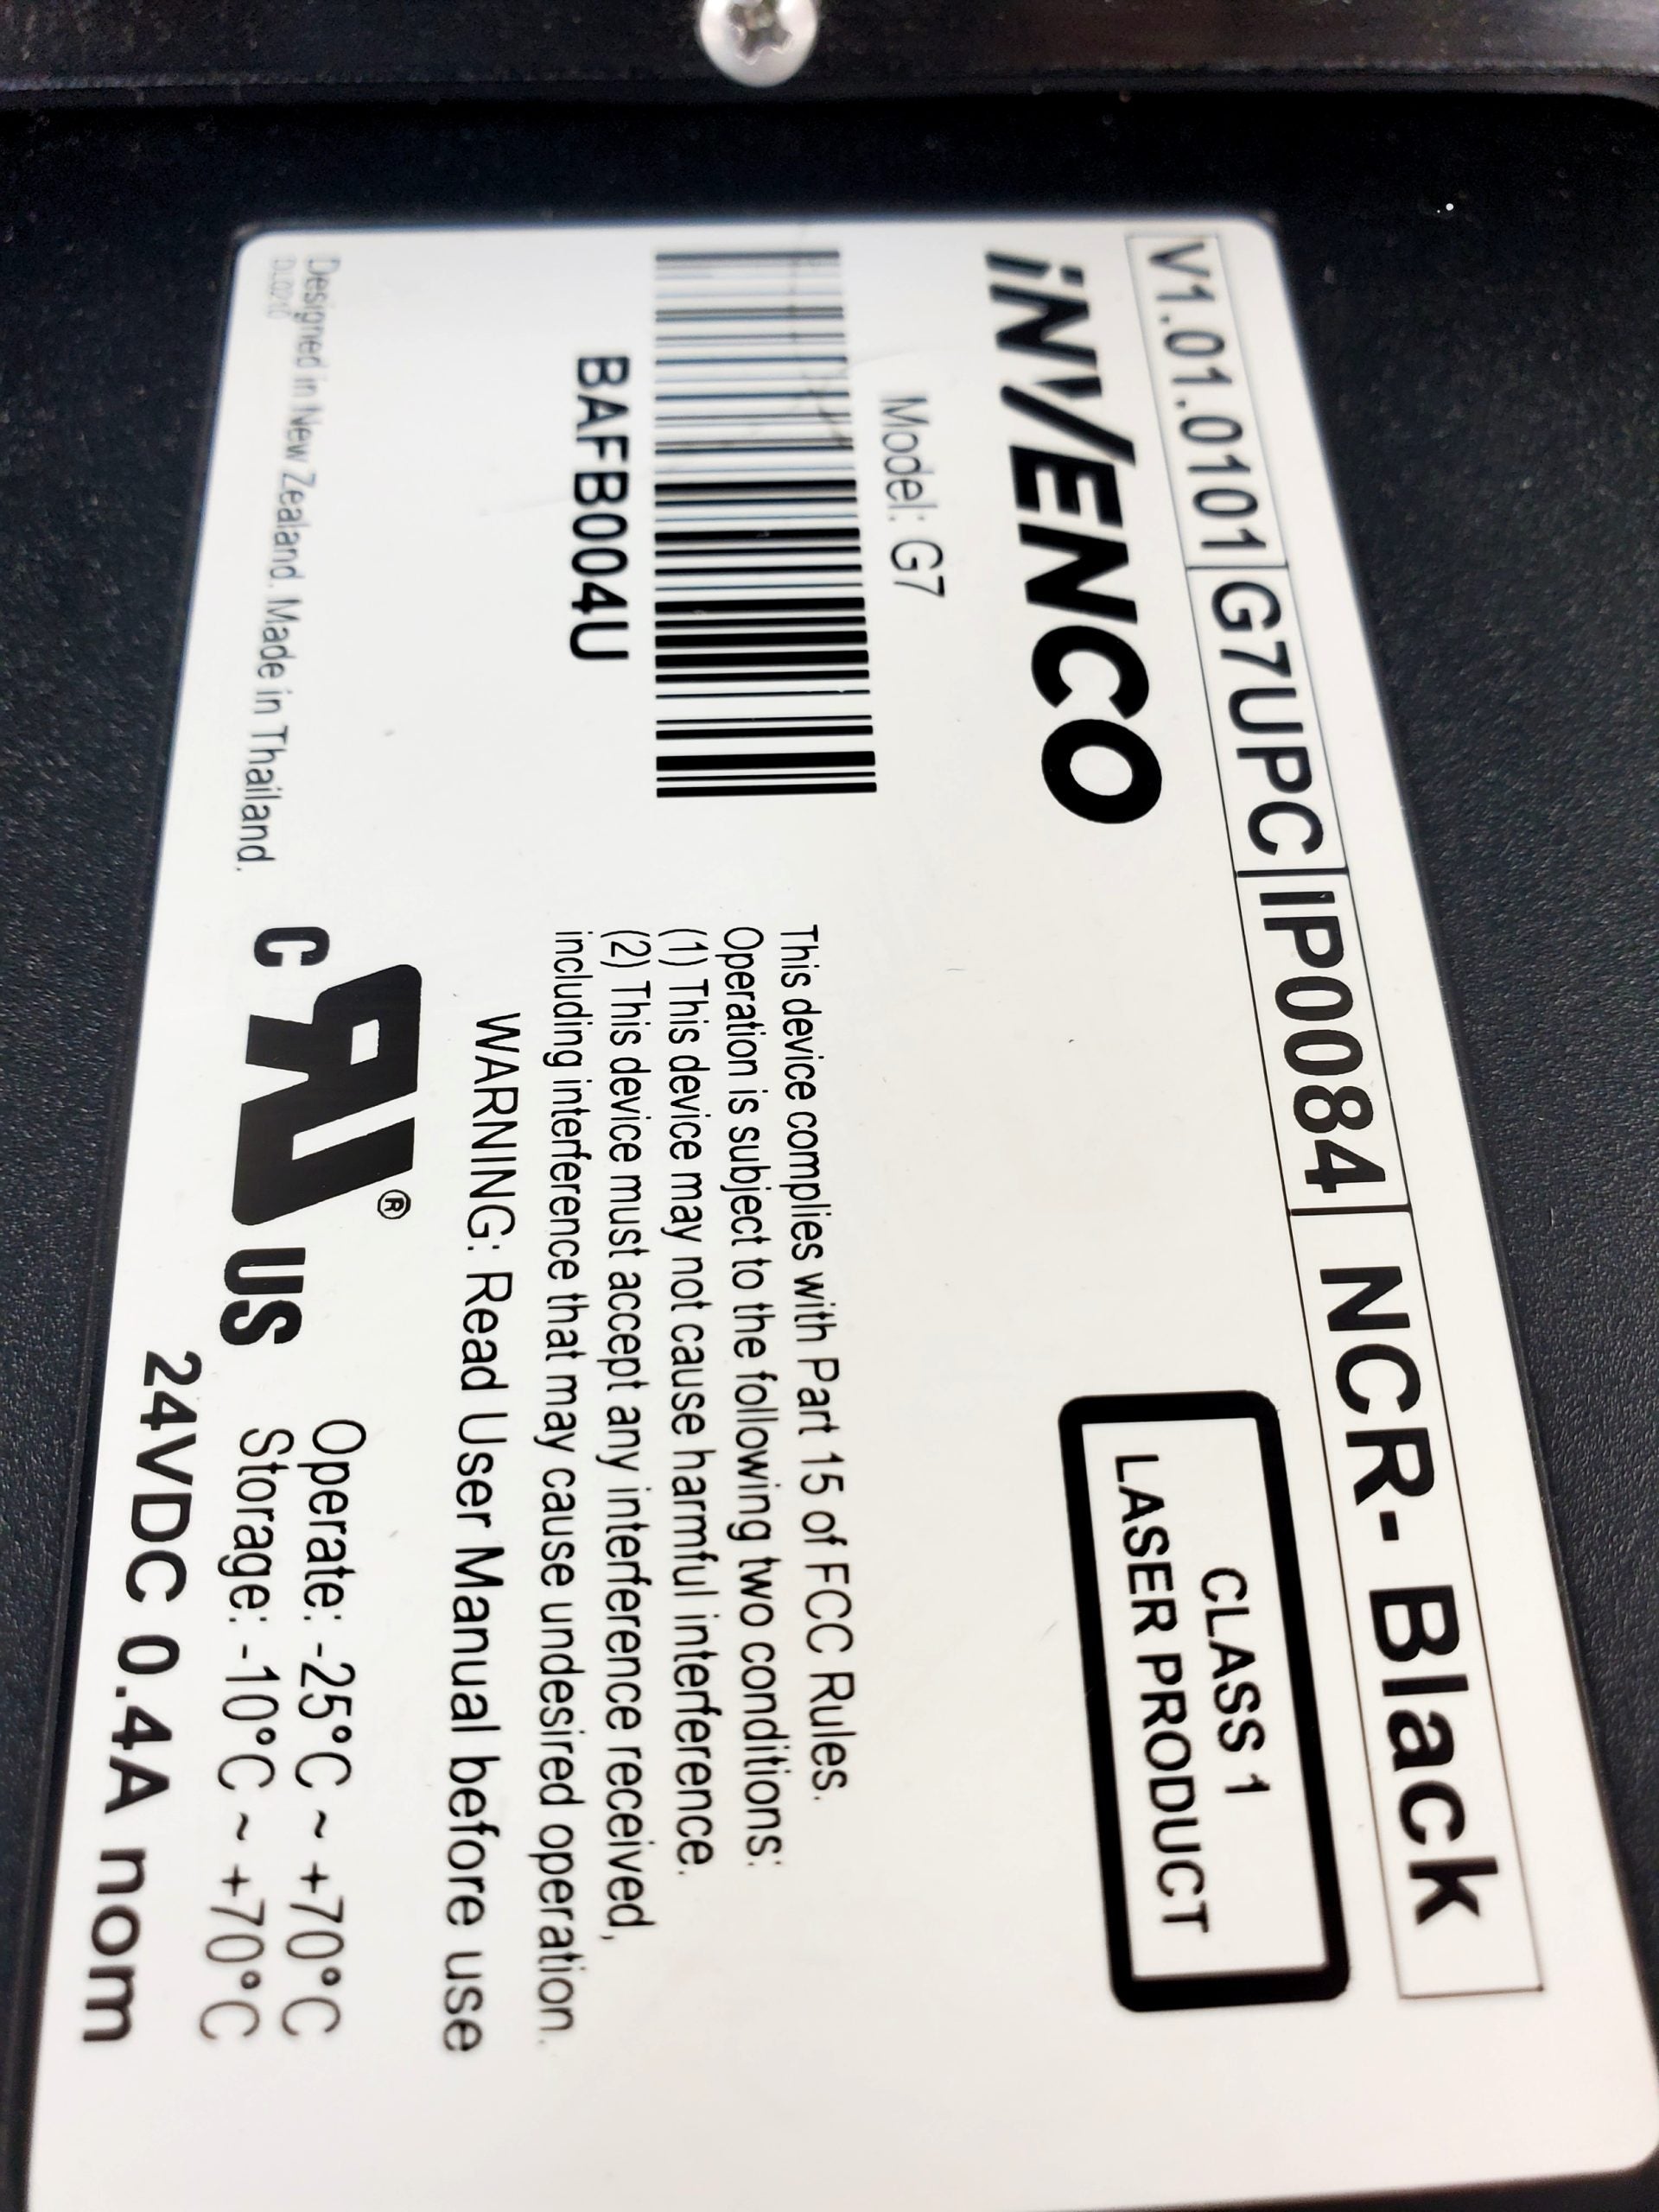 V1.01.0101 G7UPC IP0084 NCR- Black
iNVENCO
CLASS 1
LASER PRODUCT
Model: G7
BAFB004U
This device complies with Part 15 of FCC Rules.
Operation is subject to the following two conditions:
(1) This device may not cause harmful interference.
(2) This device must accept any interference received,
including interference that may cause undesired operation.
WARNING: Read User Manual before use
Designed in New Zealand. Made in Thailand.
C RU ® US
Operate: -25°C ~ +70°C
Storage: -10°C ~ +70°C
24VDC 0.4A nom